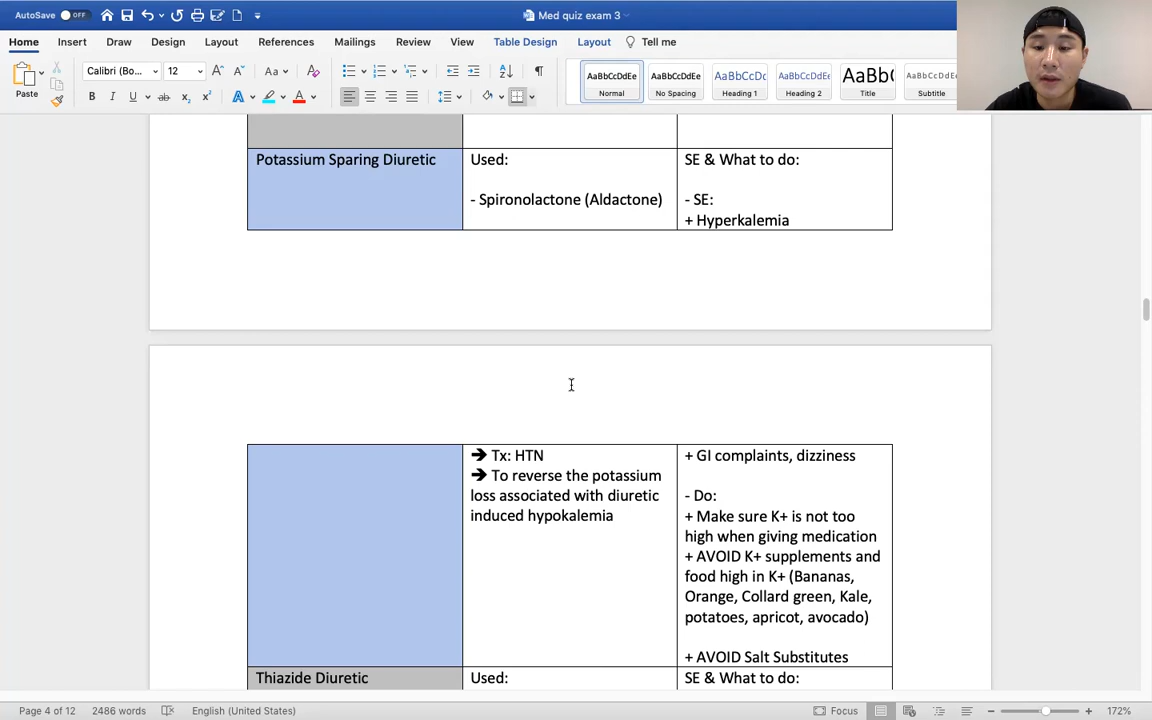 AutoSave OFF Med quiz exam 3
Home Insert Draw Design Layout References Mailings Review View Table Design Layout Tell me
Paste Calibri (Bo... 12 A A Aa A AaBbCcDdEe AaBbCcDdEe AaBbCcDc AaBbCcDdEe AaBb( AaBbCcDdEe
B I U ab x₂ x² A A Normal No Spacing Heading 1 Heading 2 Title Subtitle
Potassium Sparing Diuretic
Used:
- Spironolactone (Aldactone)
SE & What to do:
- SE:
+ Hyperkalemia
➔ Tx: HTN
➔ To reverse the potassium
loss associated with diuretic
induced hypokalemia
+ GI complaints, dizziness
- Do:
+ Make sure K+ is not too
high when giving medication
+ AVOID K+ supplements and
food high in K+ (Bananas,
Orange, Collard green, Kale,
potatoes, apricot, avocado)
+ AVOID Salt Substitutes
Thiazide Diuretic
Used:
SE & What to do:
Page 4 of 12 2486 words English (United States) Focus 172%